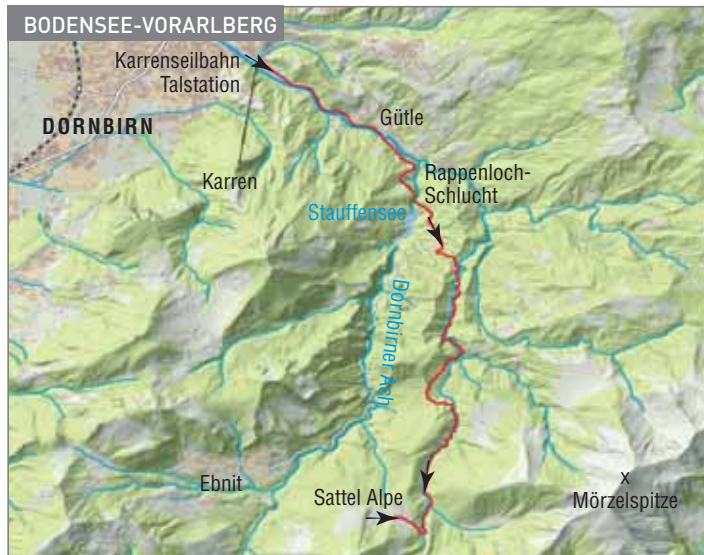 BODENSEE-VORARLBERG
Karrenseilbahn
Talstation
DORNBIRN
Gütle
Karren
Rappenloch-
Schlucht
Stauffensee
Dornbirner Ach
Ebnit
Sattel Alpe
x
Mörzelspitze